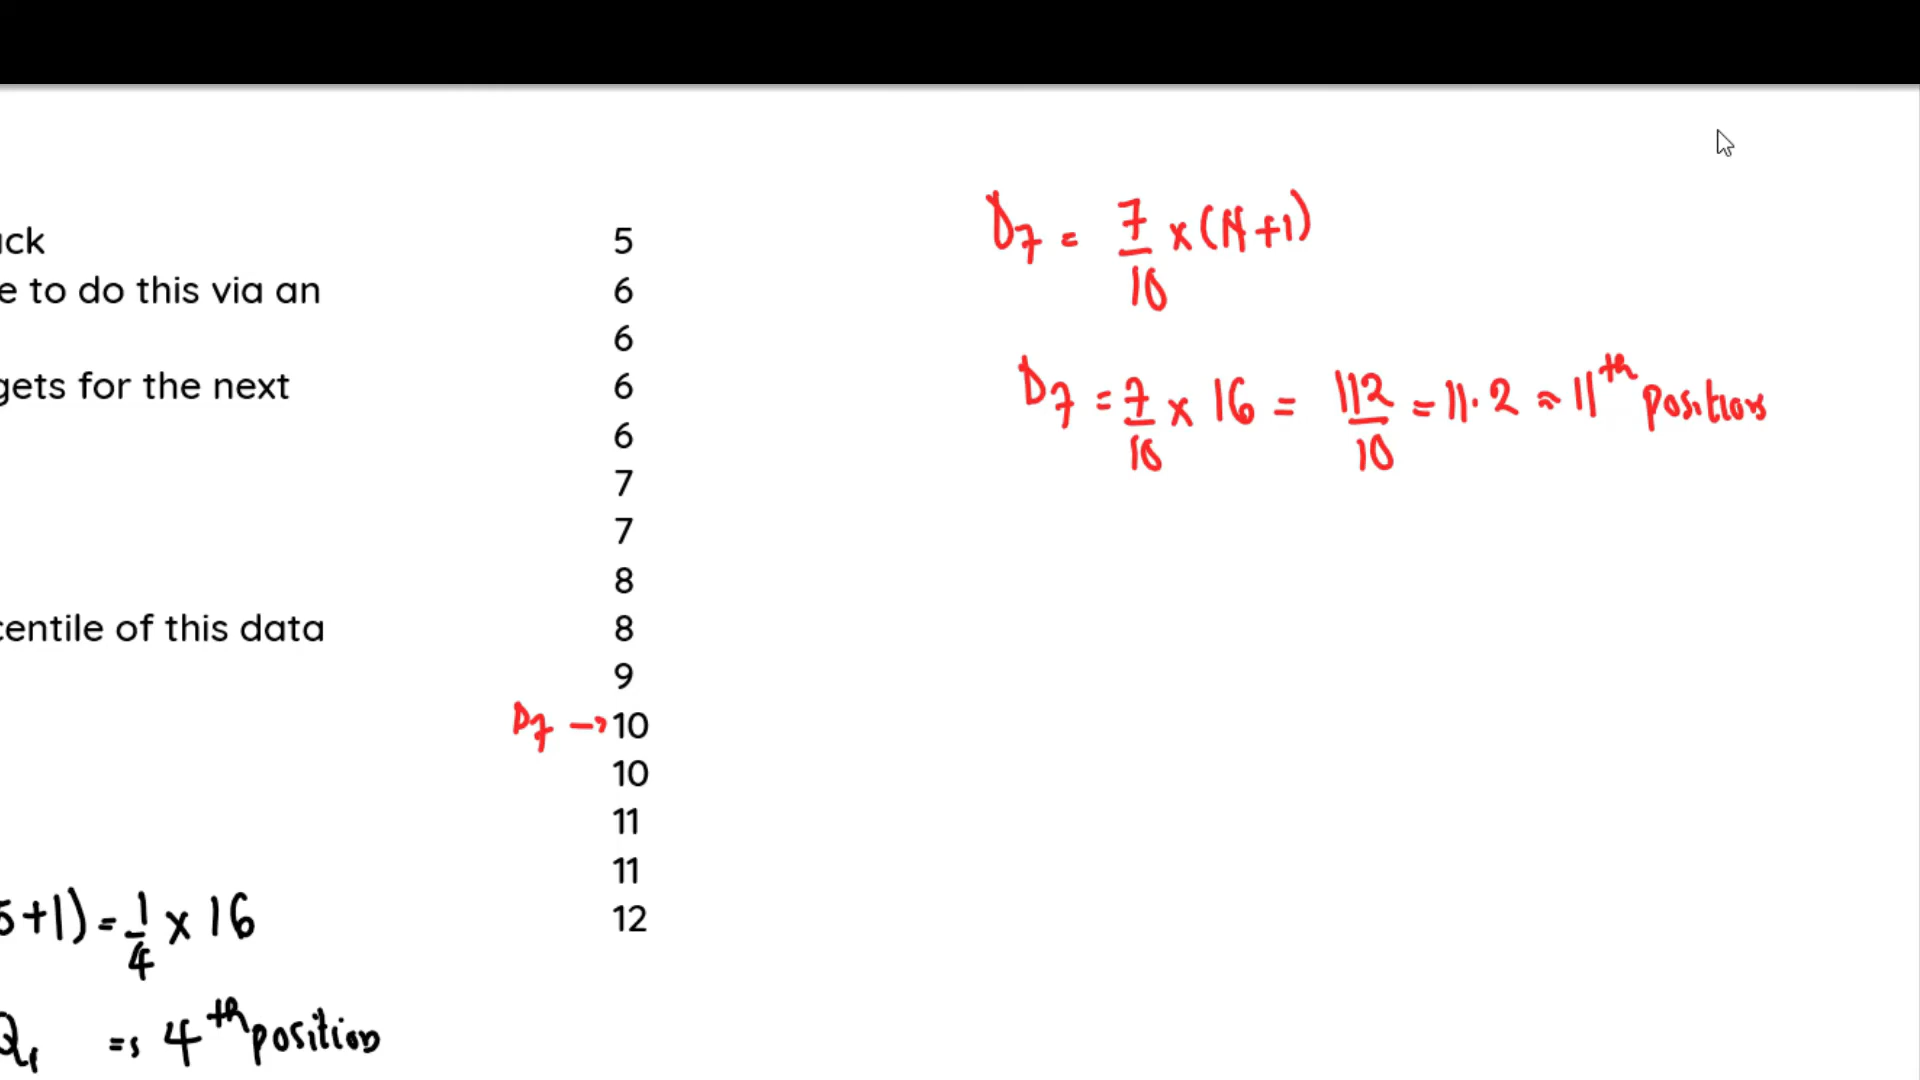 uck
e to do this via an
gets for the next
centile of this data
5+1) = 1/4 x 16
Q1 => 4th position
5
6
6
6
6
7
7
8
8
9
D7 → 10
10
11
11
12
D7 = 7/10 x (N+1)
D7 = 7/10 x 16 = 112/10 = 11.2 ≈ 11th position